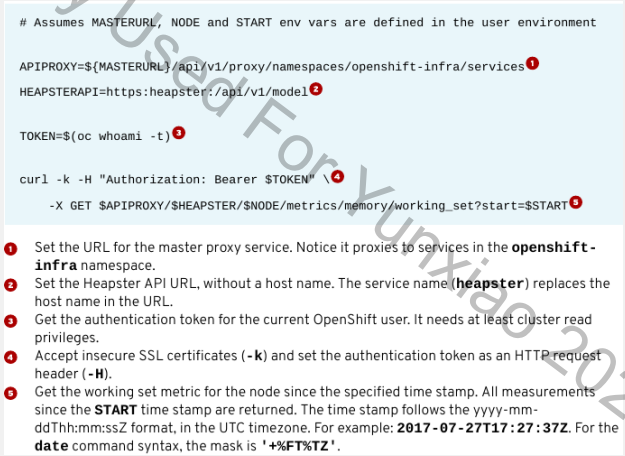 # Assumes MASTERURL, NODE and START env vars are defined in the user environment
APIPROXY=${MASTERURL}/api/v1/proxy/namespaces/openshift-infra/services 1
HEAPSTERAPI=https:heapster:/api/v1/model 2
TOKEN=$(oc whoami -t) 3
curl -k -H "Authorization: Bearer $TOKEN" \ 4
-X GET $APIPROXY/$HEAPSTER/$NODE/metrics/memory/working_set?start=$START 5
1 Set the URL for the master proxy service. Notice it proxies to services in the openshift-
infra namespace.
2 Set the Heapster API URL, without a host name. The service name (heapster) replaces the
host name in the URL.
3 Get the authentication token for the current OpenShift user. It needs at least cluster read
privileges.
4 Accept insecure SSL certificates (-k) and set the authentication token as an HTTP request
header (-H).
5 Get the working set metric for the node since the specified time stamp. All measurements
since the START time stamp are returned. The time stamp follows the yyyy-mm-
ddThh:mm:ssZ format, in the UTC timezone. For example: 2017-07-27T17:27:37Z. For the
date command syntax, the mask is '+%FT%TZ'.
y Used For Yunxiao 202